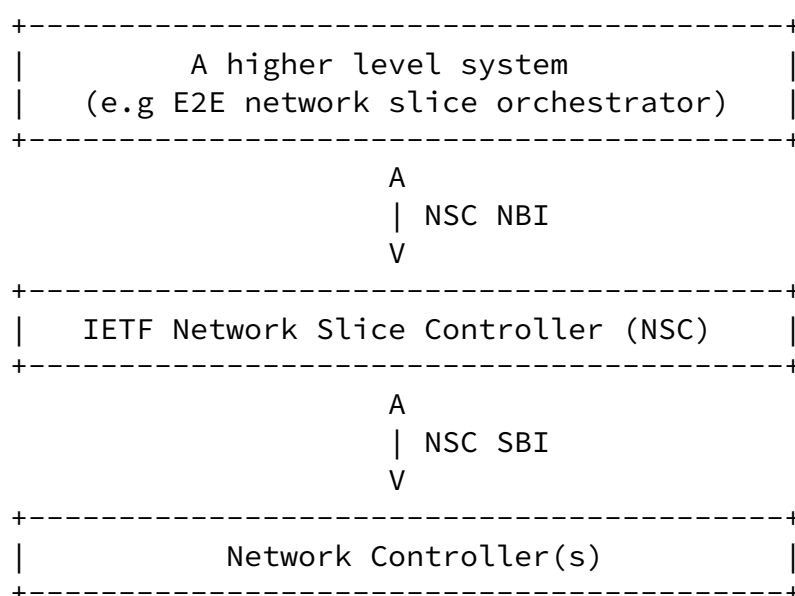 +------------------------------------------+
|         A higher level system            |
|   (e.g E2E network slice orchestrator)   |
+------------------------------------------+
                     A
                     | NSC NBI
                     V
+------------------------------------------+
|   IETF Network Slice Controller (NSC)    |
+------------------------------------------+
                     A
                     | NSC SBI
                     V
+------------------------------------------+
|           Network Controller(s)          |
+------------------------------------------+